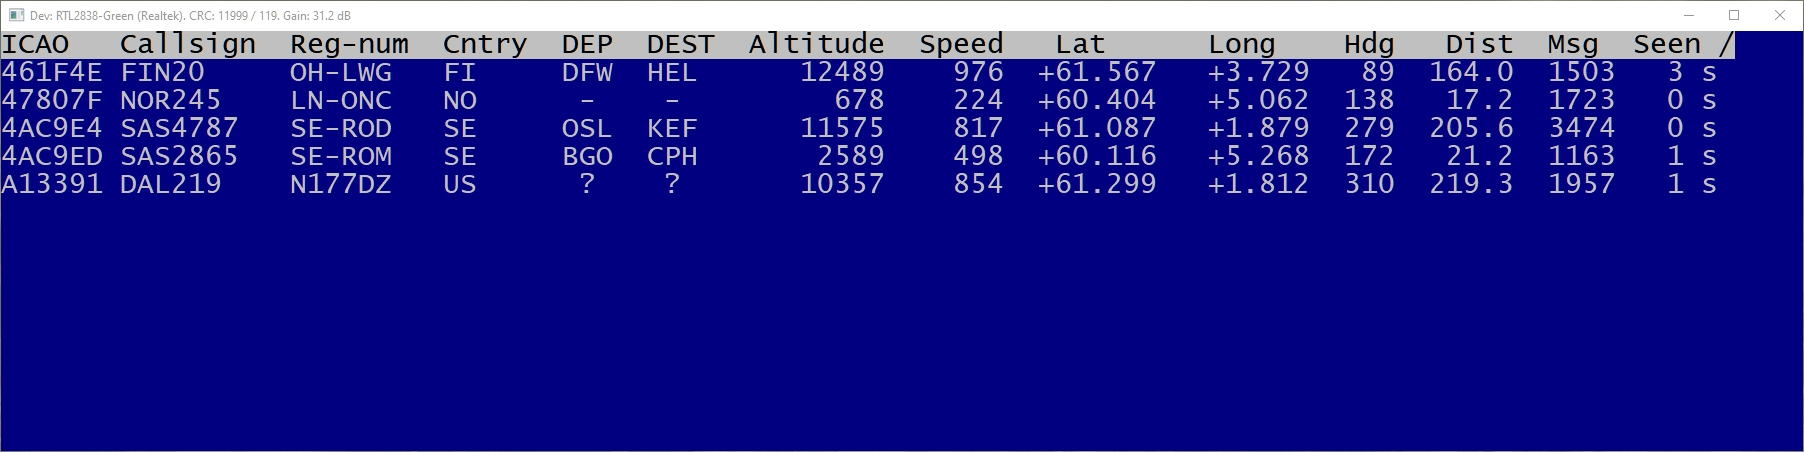 Dev: RTL2838-Green (Realtek). CRC: 11999 / 119. Gain: 31.2 dB
ICAO Callsign Reg-num Cntry DEP DEST Altitude Speed Lat Long Hdg Dist Msg Seen /
461F4E FIN20 OH-LWG FI DFW HEL 12489 976 +61.567 +3.729 89 164.0 1503 3 s
47807F NOR245 LN-ONC NO - - 678 224 +60.404 +5.062 138 17.2 1723 0 s
4AC9E4 SAS4787 SE-ROD SE OSL KEF 11575 817 +61.087 +1.879 279 205.6 3474 0 s
4AC9ED SAS2865 SE-ROM SE BGO CPH 2589 498 +60.116 +5.268 172 21.2 1163 1 s
A13391 DAL219 N177DZ US ? ? 10357 854 +61.299 +1.812 310 219.3 1957 1 s